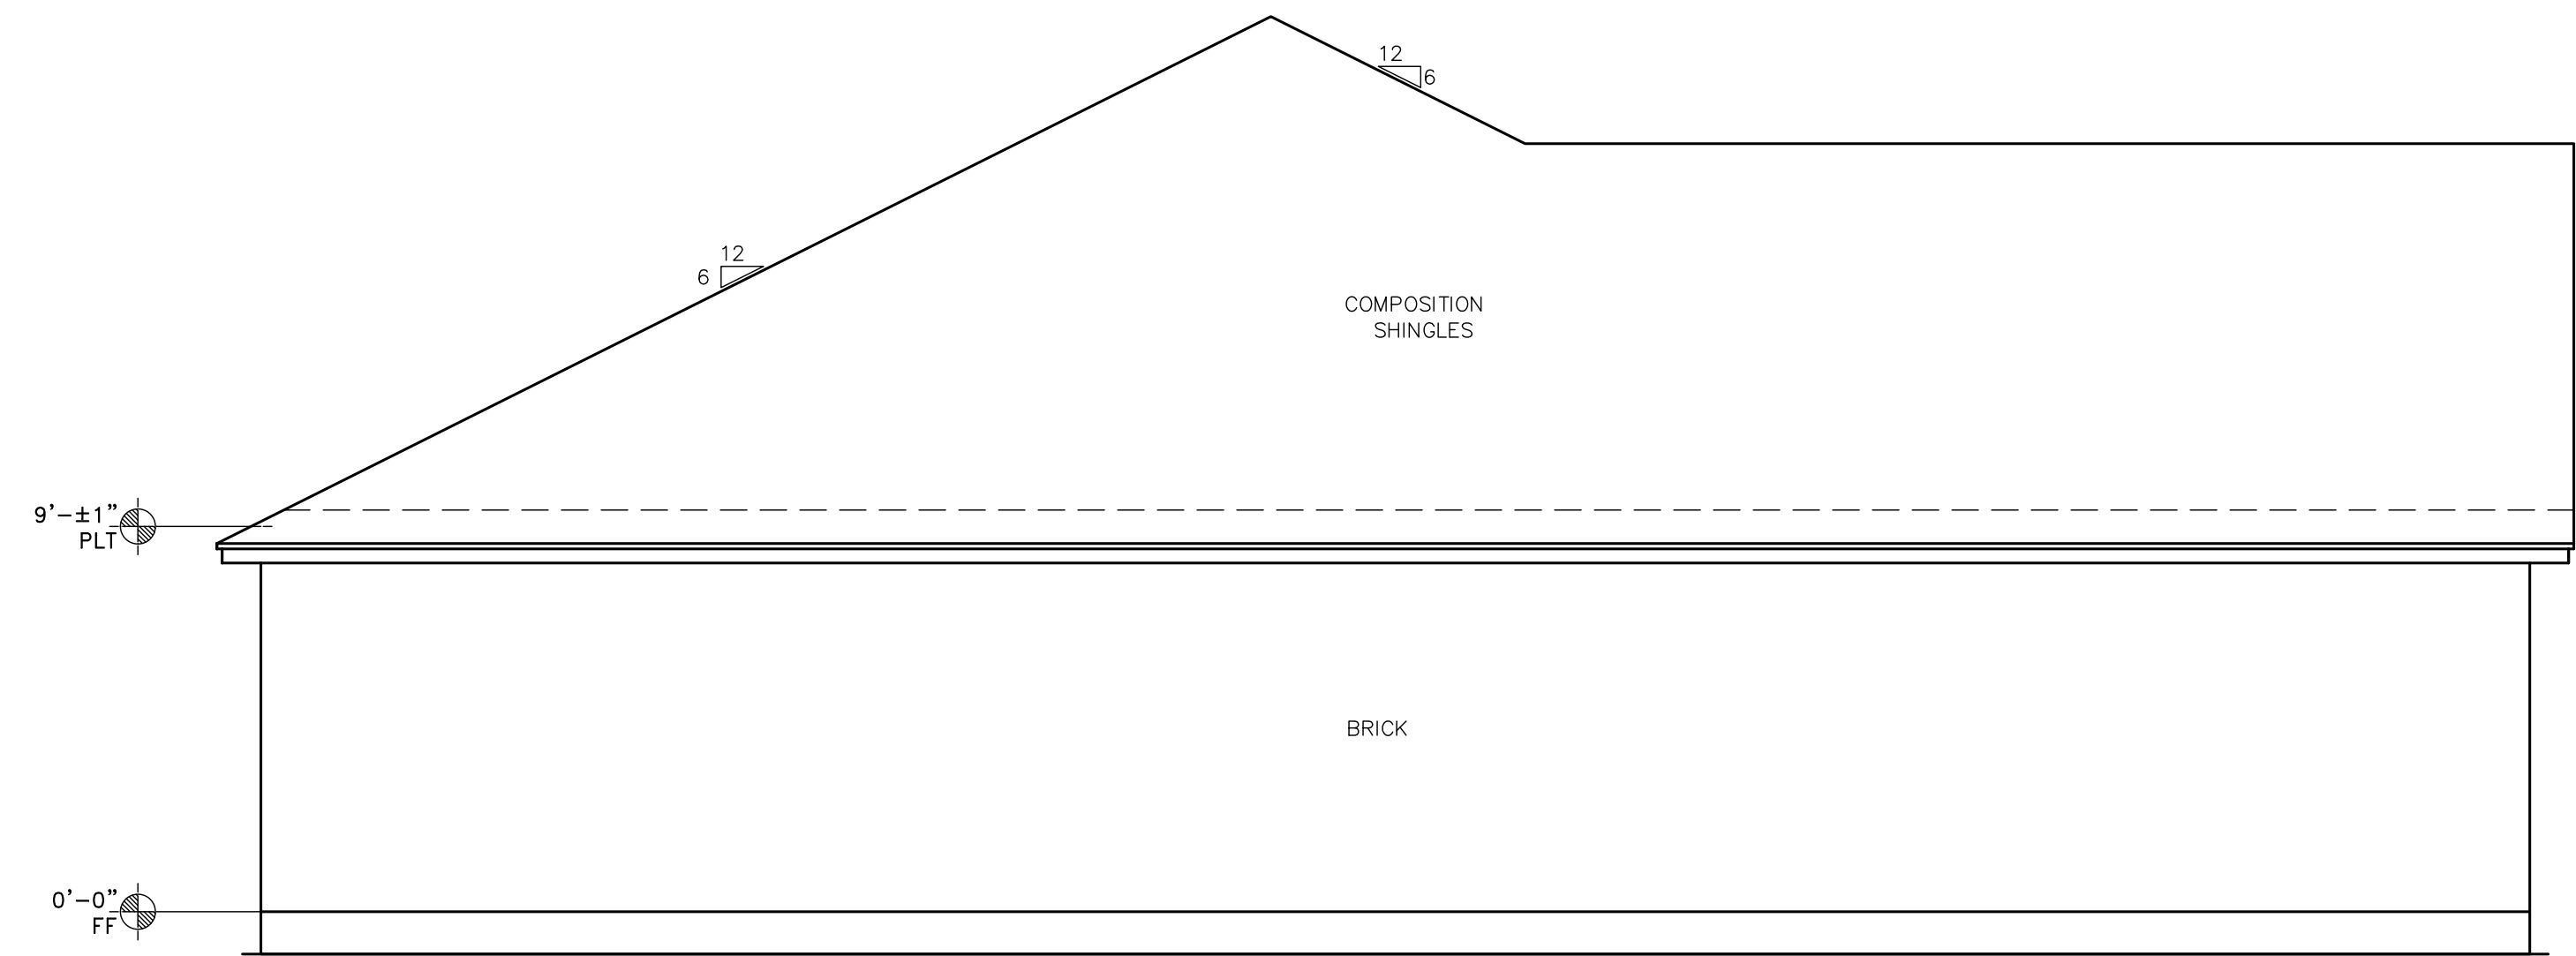 12
6
12
6
COMPOSITION
SHINGLES
9'-±1"
PLT
BRICK
0'-0"
FF